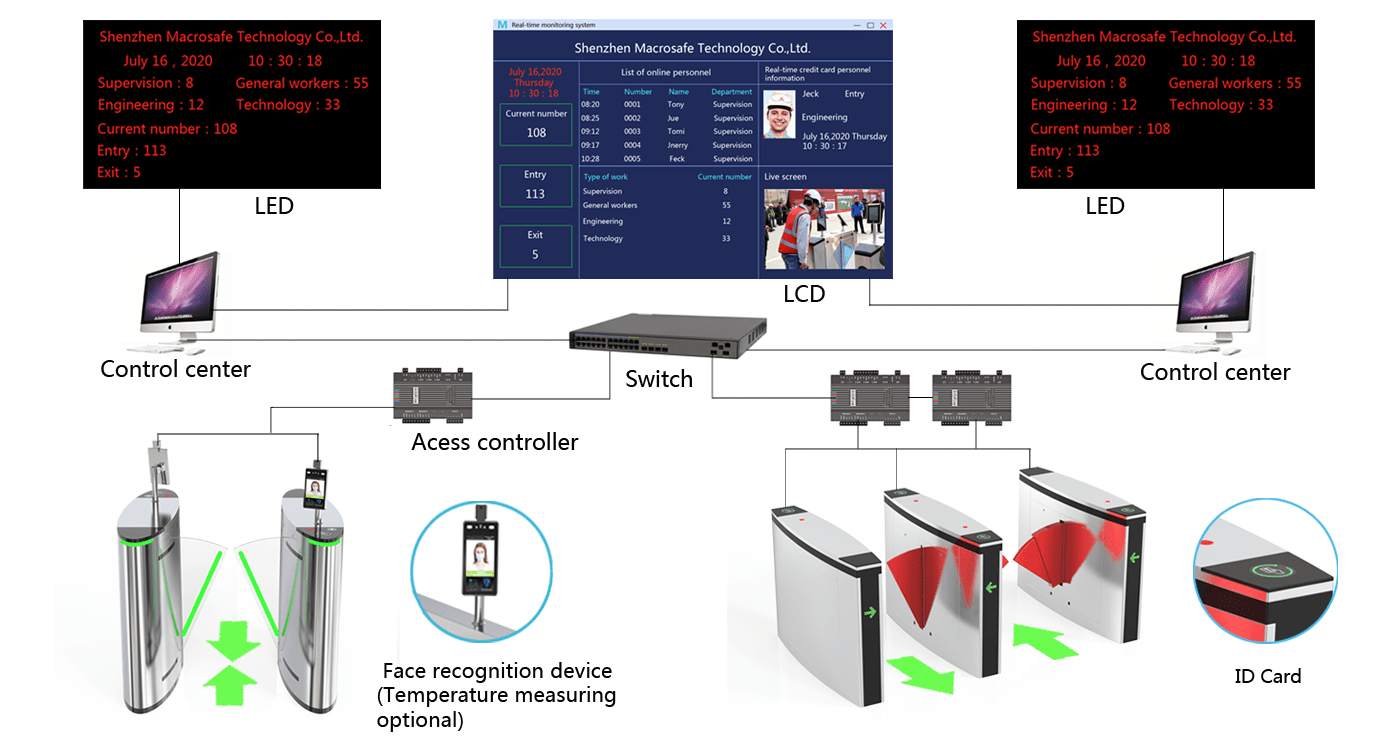 Shenzhen Macrosafe Technology Co.,Ltd.
July 16 , 2020 10 : 30 : 18
Supervision : 8 General workers : 55
Engineering : 12 Technology : 33
Current number : 108
Entry : 113
Exit : 5
LED
M Real-time monitoring system
Shenzhen Macrosafe Technology Co.,Ltd.
July 16,2020
Thursday
10 : 30 : 18
Current number
108
Entry
113
Exit
5
List of online personnel
Time Number Name Department
08:20 0001 Tony Supervision
08:25 0002 Jue Supervision
09:12 0003 Tomi Supervision
09:17 0004 Jnerry Supervision
10:28 0005 Feck Supervision
Type of work Current number
Supervision 8
General workers 55
Engineering 12
Technology 33
Real-time credit card personnel
information
Jeck Entry
Engineering
July 16,2020 Thursday
10 : 30 : 17
Live screen
LCD
Shenzhen Macrosafe Technology Co.,Ltd.
July 16 , 2020 10 : 30 : 18
Supervision : 8 General workers : 55
Engineering : 12 Technology : 33
Current number : 108
Entry : 113
Exit : 5
LED
Control center
Switch
Control center
Acess controller
Face recognition device
(Temperature measuring
optional)
ID Card